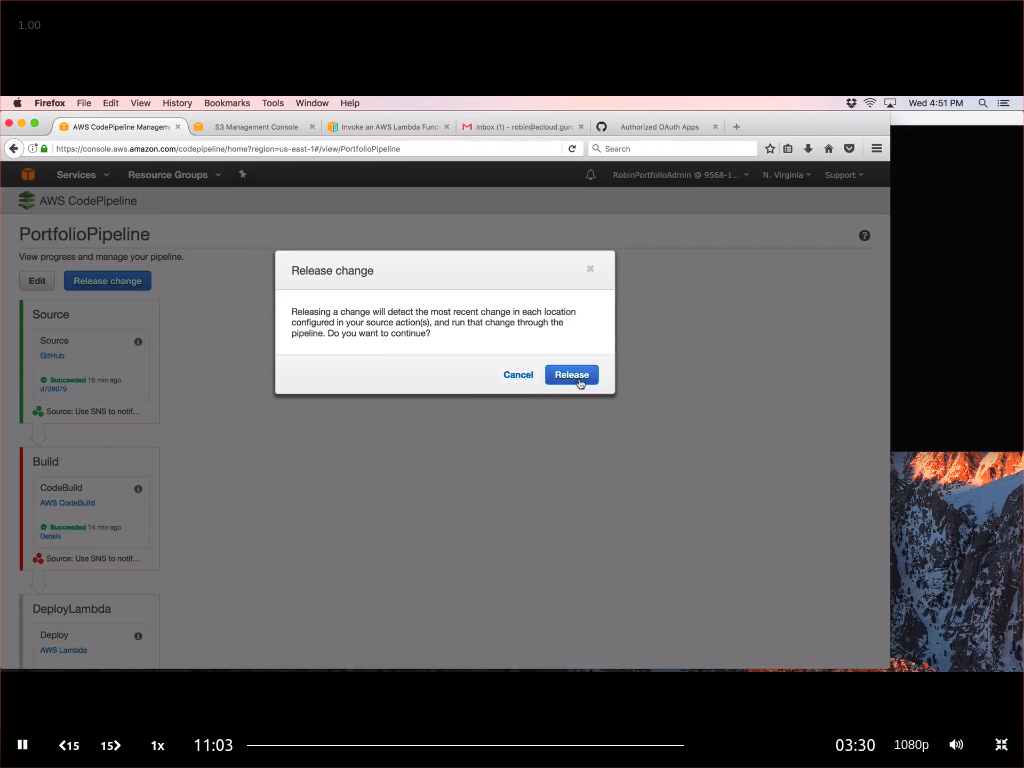 1.00
Firefox File Edit View History Bookmarks Tools Window Help Wed 4:51 PM
AWS CodePipeline Managem S3 Management Console Invoke an AWS Lambda Func Inbox (1) - robin@acloud.gur Authorized OAuth Apps
https://console.aws.amazon.com/codepipeline/home?region=us-east-1#/view/PortfolioPipeline Search
Services Resource Groups RobinPortfolioAdmin @ 9568-1... N. Virginia Support
AWS CodePipeline
PortfolioPipeline
View progress and manage your pipeline.
Edit Release change
Source
Source
GitHub
Succeeded 15 min ago
d726079
Source: Use SNS to notif...
Build
CodeBuild
AWS CodeBuild
Succeeded 14 min ago
Details
Source: Use SNS to notif...
DeployLambda
Deploy
AWS Lambda
Release change
Releasing a change will detect the most recent change in each location
configured in your source action(s), and run that change through the
pipeline. Do you want to continue?
Cancel Release
15 15 1x 11:03 03:30 1080p